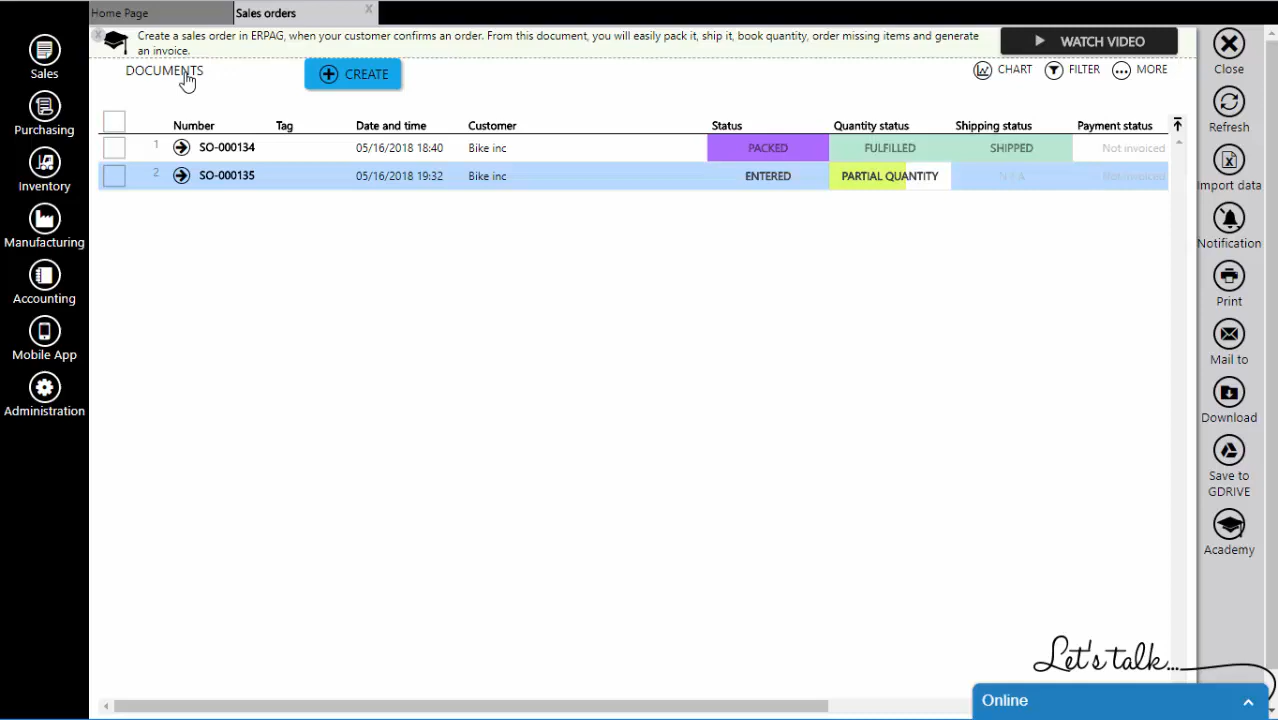 Home Page
Sales orders
X
Create a sales order in ERPAG, when your customer confirms an order. From this document, you will easily pack it, ship it, book quantity, order missing items and generate
an invoice.
WATCH VIDEO
DOCUMENTS
CREATE
CHART
FILTER
MORE
Number Tag Date and time Customer Status Quantity status Shipping status Payment status
1 SO-000134 05/16/2018 18:40 Bike inc PACKED FULFILLED SHIPPED Not invoiced
2 SO-000135 05/16/2018 19:32 Bike inc ENTERED PARTIAL QUANTITY N/A Not invoiced
Sales
Purchasing
Inventory
Manufacturing
Accounting
Mobile App
Administration
Close
Refresh
Import data
Notification
Print
Mail to
Download
Save to
GDRIVE
Academy
Let's talk...
Online